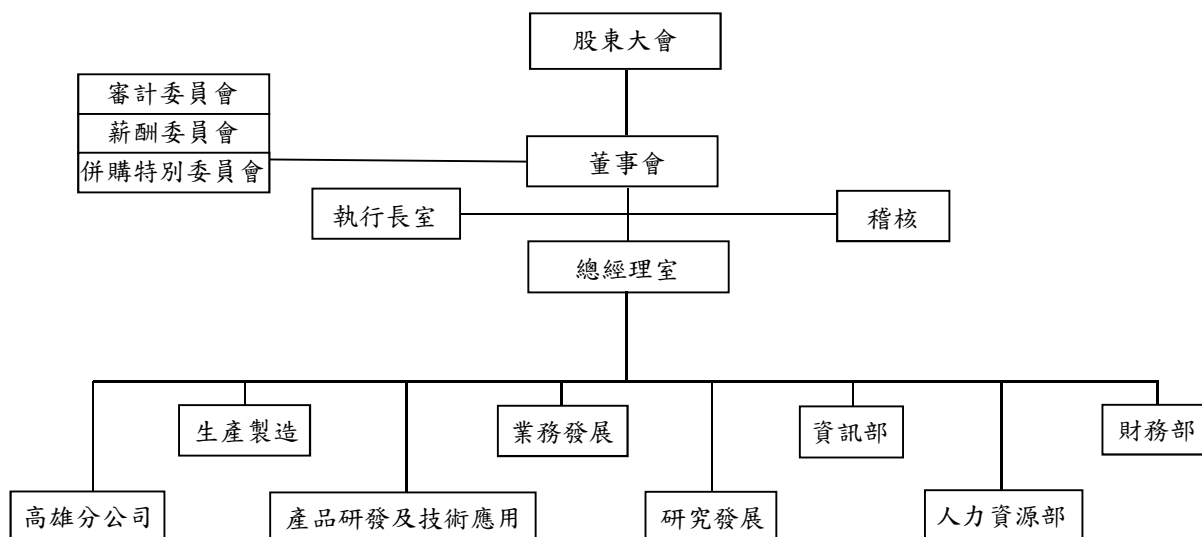 股東大會
審計委員會
薪酬委員會
併購特別委員會
董事會
執行長室
稽核
總經理室
生產製造
業務發展
資訊部
財務部
高雄分公司
產品研發及技術應用
研究發展
人力資源部